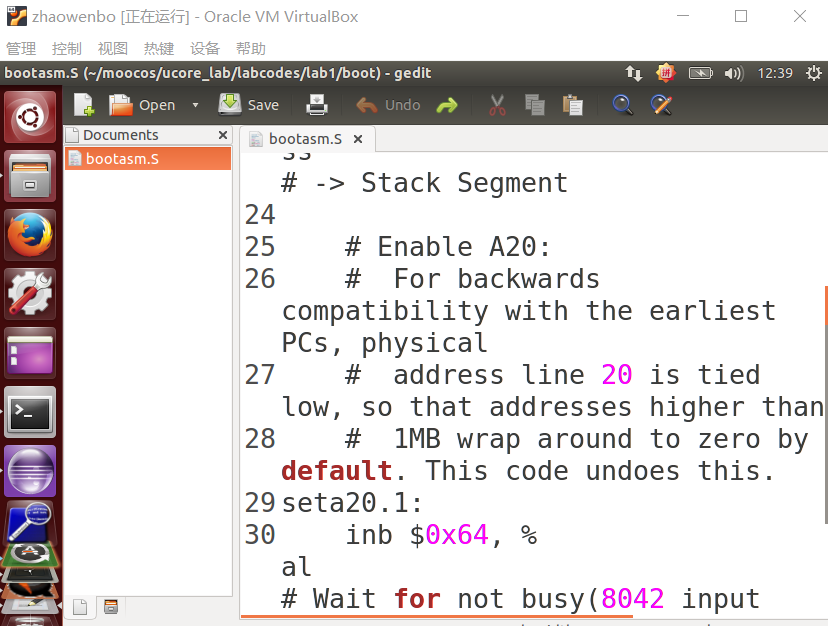 zhaowenbo [正在运行] - Oracle VM VirtualBox
管理 控制 视图 热键 设备 帮助
bootasm.S (~/moocos/ucore_lab/labcodes/lab1/boot) - gedit
12:39
Open Save Undo
Documents
bootasm.S
bootasm.S
ss
# -> Stack Segment
24
25 # Enable A20:
26 #  For backwards
compatibility with the earliest
PCs, physical
27 #  address line 20 is tied
low, so that addresses higher than
28 #  1MB wrap around to zero by
default. This code undoes this.
29 seta20.1:
30 inb $0x64, %
al
# Wait for not busy(8042 input